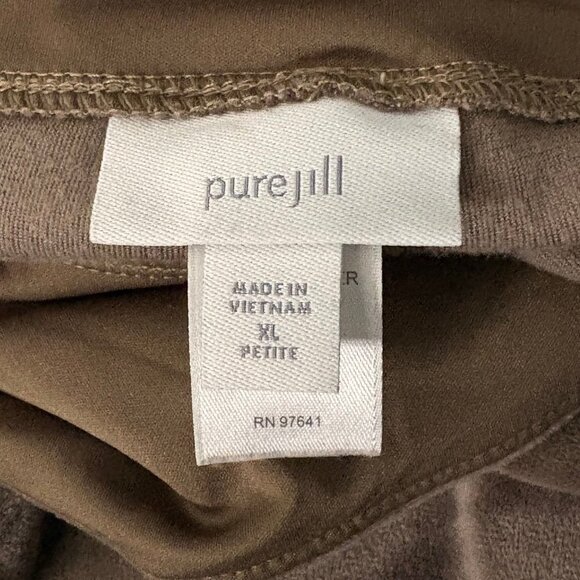 purejill
MADE IN
VIETNAM
XL
PETITE
RN 97641